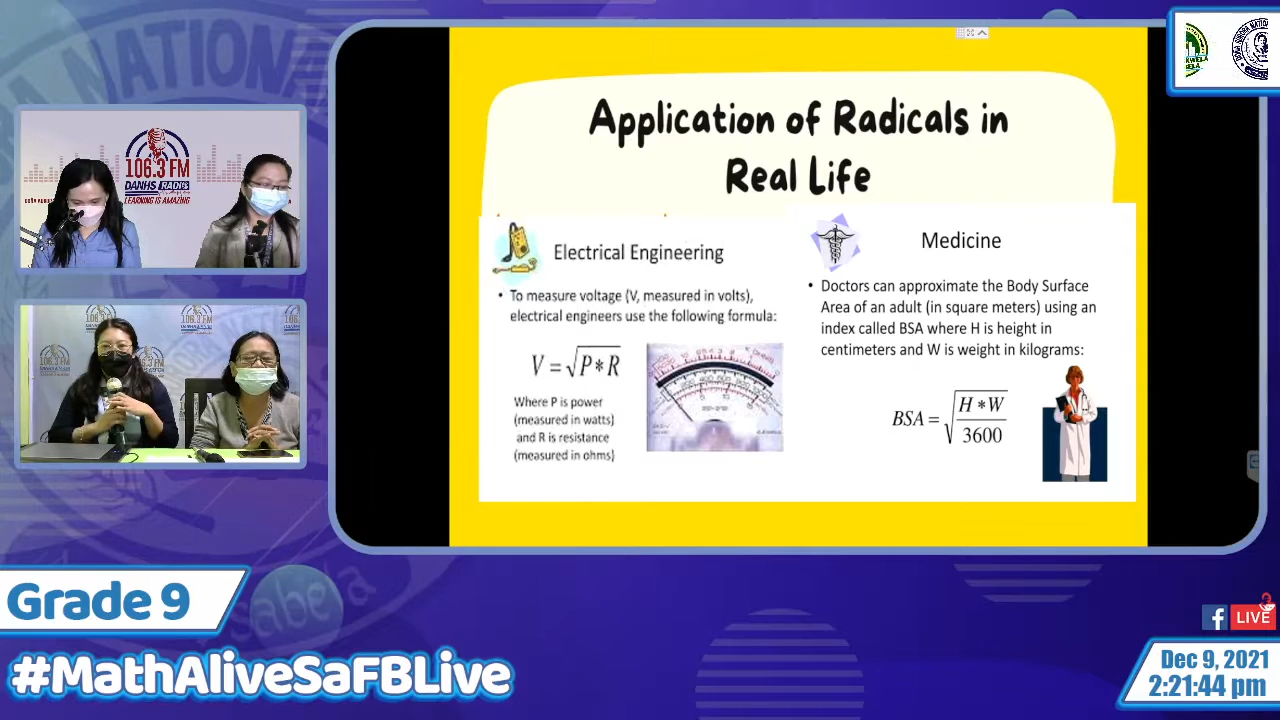 Application of Radicals in
Real Life
Electrical Engineering
• To measure voltage (V, measured in volts),
electrical engineers use the following formula:
V = √P*R
Where P is power
(measured in watts)
and R is resistance
(measured in ohms)
Medicine
• Doctors can approximate the Body Surface
Area of an adult (in square meters) using an
index called BSA where H is height in
centimeters and W is weight in kilograms:
BSA = √H*W/3600
106.3 FM
DANHS RADIO
LEARNING IS AMAZING
106.3 FM
Grade 9
#MathAliveSaFBLive
f LIVE
Dec 9, 2021
2:21:44 pm